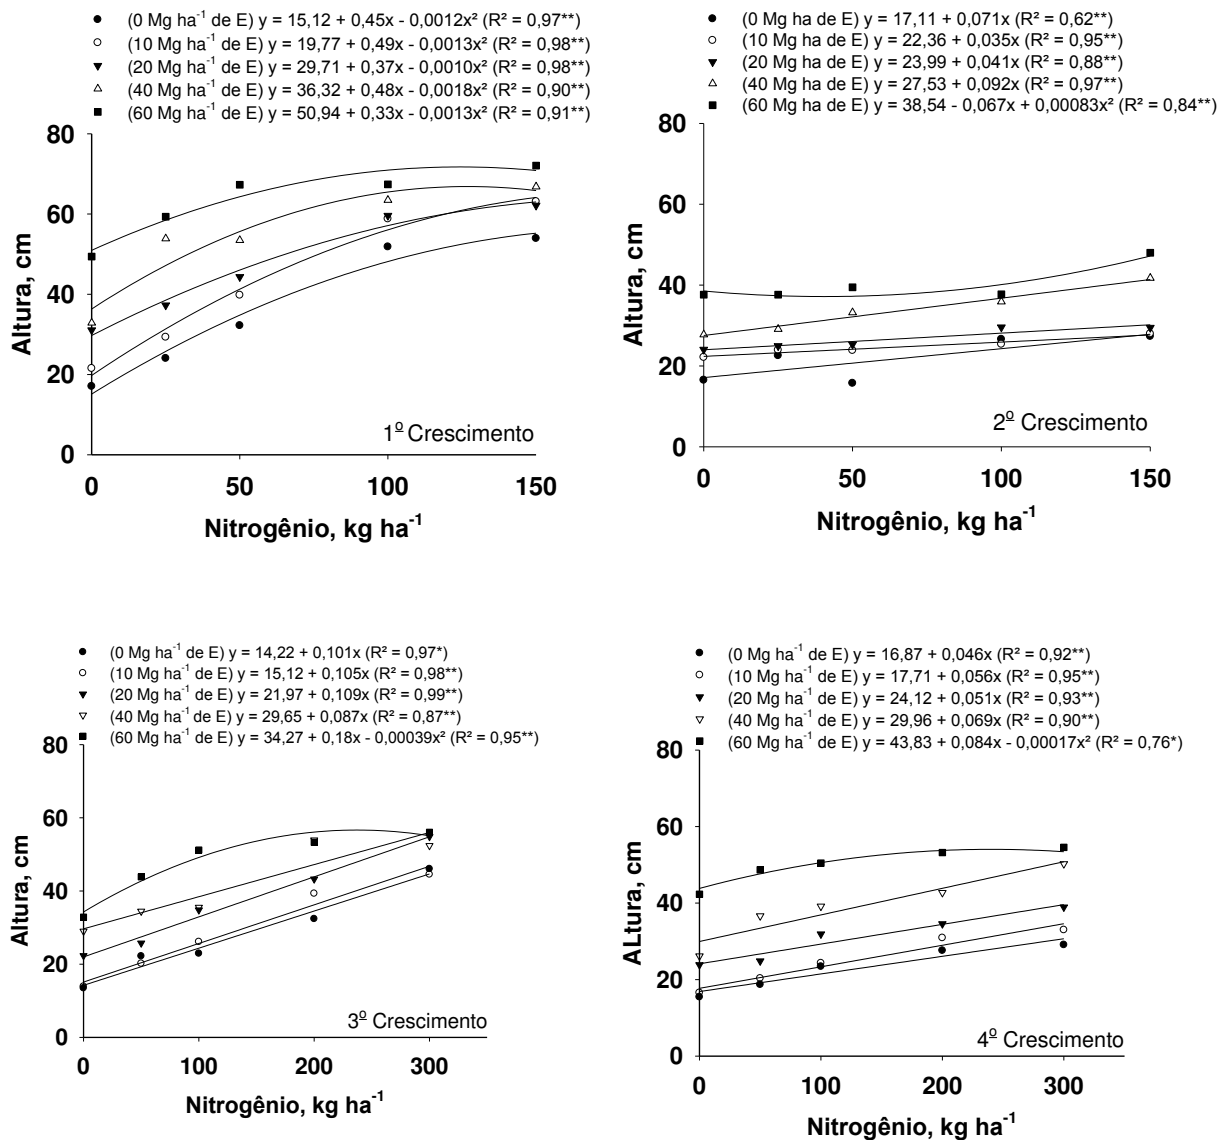 (0 Mg ha⁻¹ de E) y = 15,12 + 0,45x - 0,0012x² (R² = 0,97**)
(10 Mg ha⁻¹ de E) y = 19,77 + 0,49x - 0,0013x² (R² = 0,98**)
(20 Mg ha⁻¹ de E) y = 29,71 + 0,37x - 0,0010x² (R² = 0,98**)
(40 Mg ha⁻¹ de E) y = 36,32 + 0,48x - 0,0018x² (R² = 0,90**)
(60 Mg ha⁻¹ de E) y = 50,94 + 0,33x - 0,0013x² (R² = 0,91**)
80
60
40
20
0
Altura, cm
1º Crescimento
0 50 100 150
Nitrogênio, kg ha⁻¹
(0 Mg ha de E) y = 17,11 + 0,071x (R² = 0,62**)
(10 Mg ha de E) y = 22,36 + 0,035x (R² = 0,95**)
(20 Mg ha de E) y = 23,99 + 0,041x (R² = 0,88**)
(40 Mg ha de E) y = 27,53 + 0,092x (R² = 0,97**)
(60 Mg ha de E) y = 38,54 - 0,067x + 0,00083x² (R² = 0,84**)
80
60
40
20
0
Altura, cm
2º Crescimento
0 50 100 150
Nitrogênio, kg ha⁻¹
(0 Mg ha⁻¹ de E) y = 14,22 + 0,101x (R² = 0,97*)
(10 Mg ha⁻¹ de E) y = 15,12 + 0,105x (R² = 0,98**)
(20 Mg ha⁻¹ de E) y = 21,97 + 0,109x (R² = 0,99**)
(40 Mg ha⁻¹ de E) y = 29,65 + 0,087x (R² = 0,87**)
(60 Mg ha⁻¹ de E) y = 34,27 + 0,18x - 0,00039x² (R² = 0,95**)
80
60
40
20
0
Altura, cm
3º Crescimento
0 100 200 300
Nitrogênio, kg ha⁻¹
(0 Mg ha⁻¹ de E) y = 16,87 + 0,046x (R² = 0,92**)
(10 Mg ha⁻¹ de E) y = 17,71 + 0,056x (R² = 0,95**)
(20 Mg ha⁻¹ de E) y = 24,12 + 0,051x (R² = 0,93**)
(40 Mg ha⁻¹ de E) y = 29,96 + 0,069x (R² = 0,90**)
(60 Mg ha⁻¹ de E) y = 43,83 + 0,084x - 0,00017x² (R² = 0,76*)
80
60
40
20
0
ALtura, cm
4º Crescimento
0 100 200 300
Nitrogênio, kg ha⁻¹